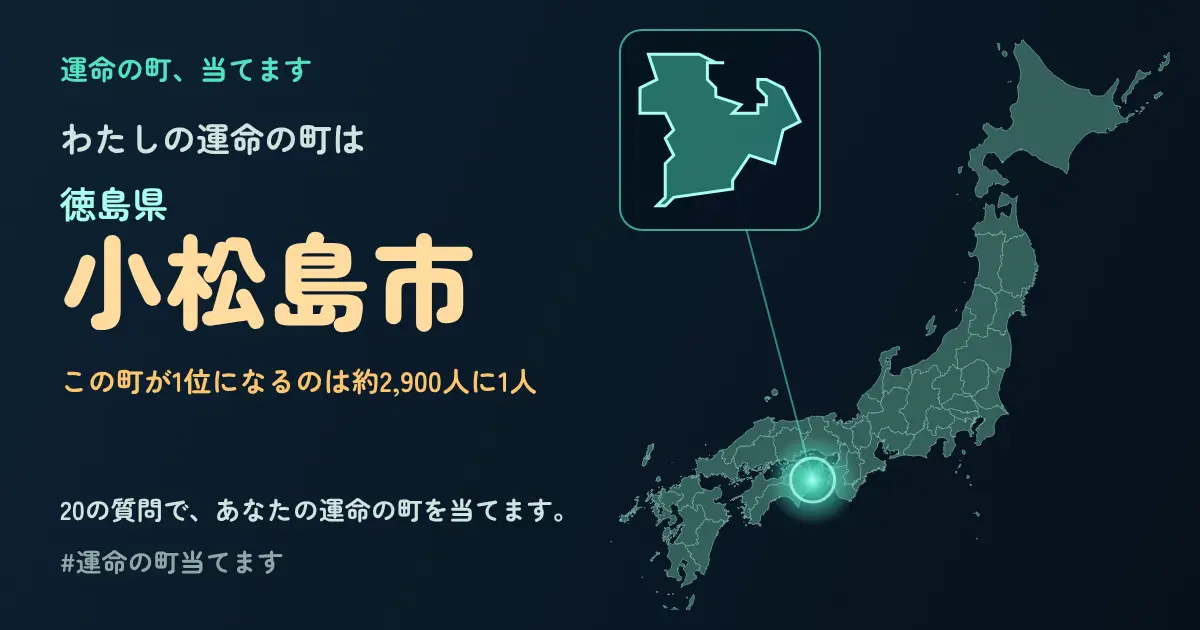 運命の町、当てます
わたしの運命の町は
徳島県
小松島市
この町が1位になるのは約2,900人に1人
20の質問で、あなたの運命の町を当てます。
#運命の町当てます